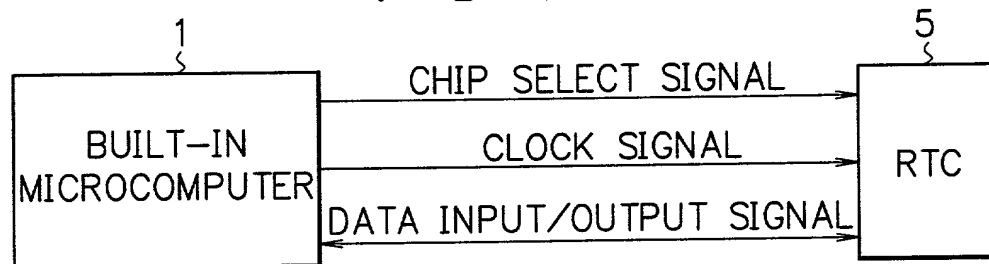 1
5
CHIP SELECT SIGNAL
BUILT-IN
MICROCOMPUTER
CLOCK SIGNAL
RTC
DATA INPUT/OUTPUT SIGNAL